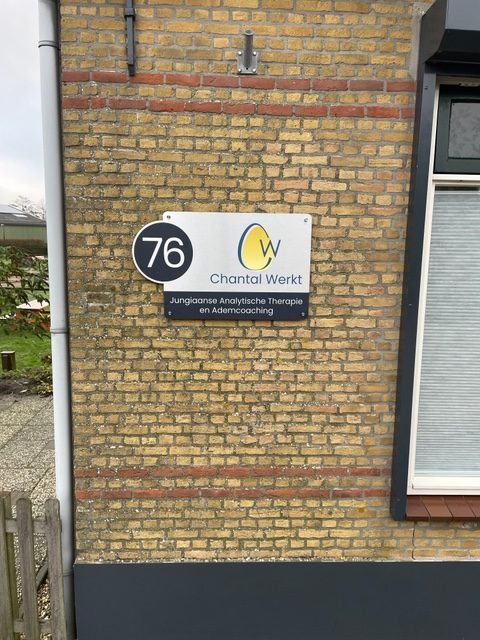 76
CW
Chantal Werkt
Jungiaanse Analytische Therapie
en Ademcoaching